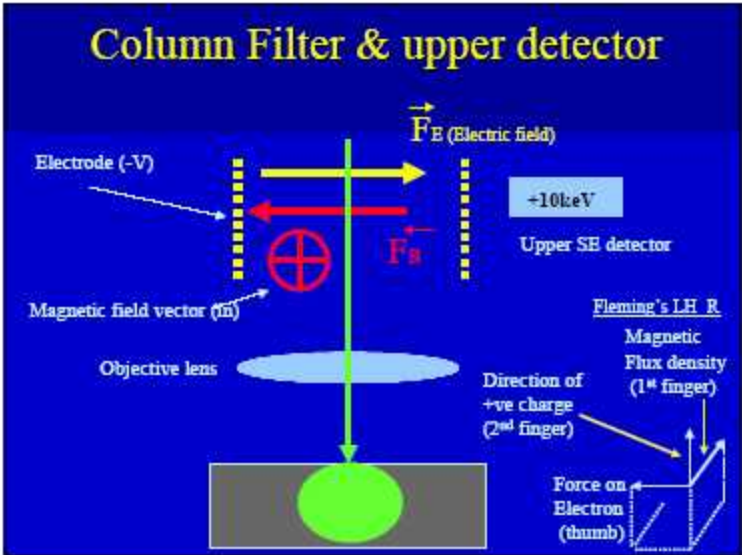 Column Filter & upper detector
F E (Electric field)
Electrode (-V)
+10keV
F B
Upper SE detector
Magnetic field vector (in)
Fleming's LH R
Magnetic
Flux density
(1st finger)
Objective lens
Direction of
+ve charge
(2nd finger)
Force on
Electron
(thumb)